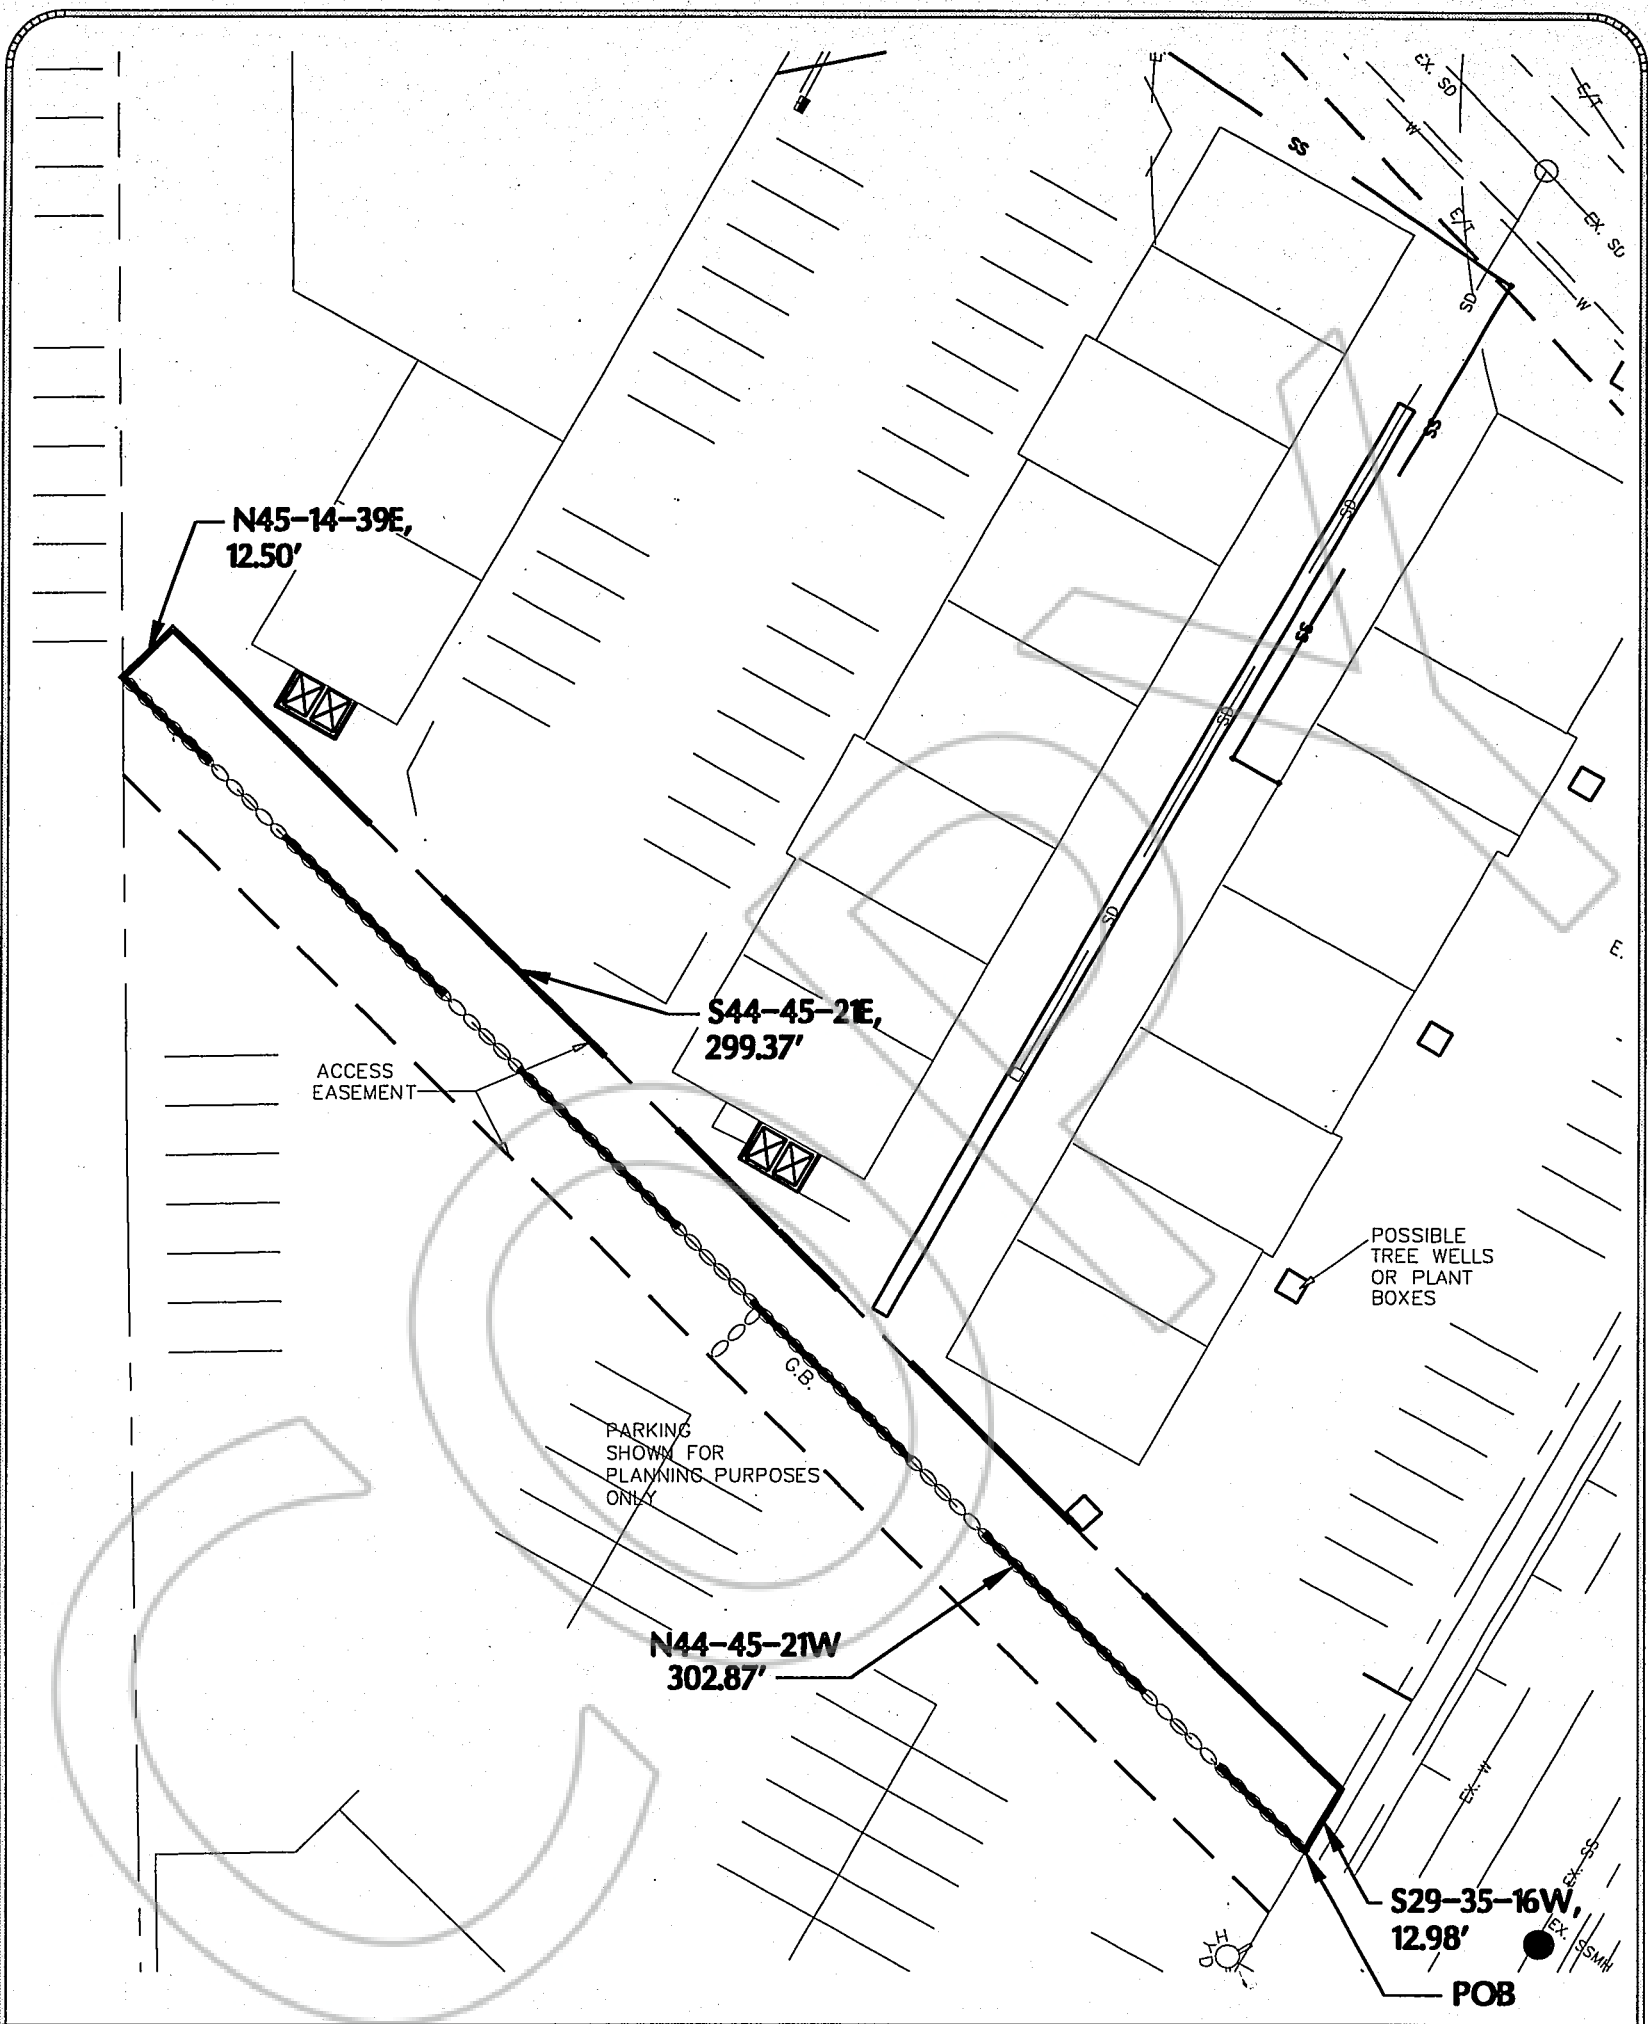 E.
EX. SD
E/T
W
SS
E/T
EX. SD
SD
W
SS
SD
N45-14-39E,
12.50'
SS
SD
E.
SD
S44-45-21E,
299.37'
ACCESS
EASEMENT
POSSIBLE
TREE WELLS
OR PLANT
BOXES
G.B.
PARKING
SHOWN FOR
PLANNING PURPOSES
ONLY
N44-45-21W
302.87'
EX. W
EX. SS
S29-35-16W,
12.98'
EX. SSMH
HYD
POB
COPY